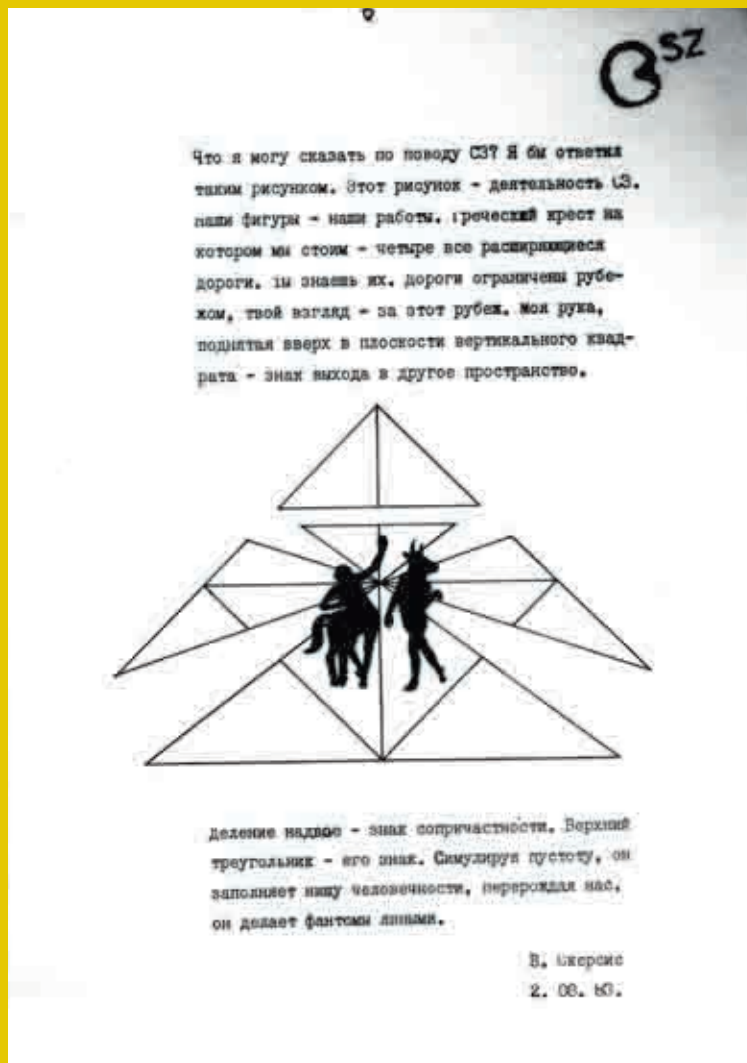 SZ
Что я могу сказать по поводу СЗ? Я бы ответил
таким рисунком. Этот рисунок - деятельность СЗ.
Наши фигуры - наши работы. Греческий крест на
котором мы стоим - четыре все расширяющиеся
дороги. Ты знаешь их. Дороги ограничены рубе-
жом, твой взгляд - за этот рубеж. Моя рука,
поднятая вверх в плоскости вертикального квад-
рата - знак выхода в другое пространство.
Деление надвое - знак сопричастности. Верхний
треугольник - его знак. Симулируя пустоту, он
заполняет нишу человечности, перерождая нас,
он делает фантомы явными.
В. Скерсис
2. 08. 83.